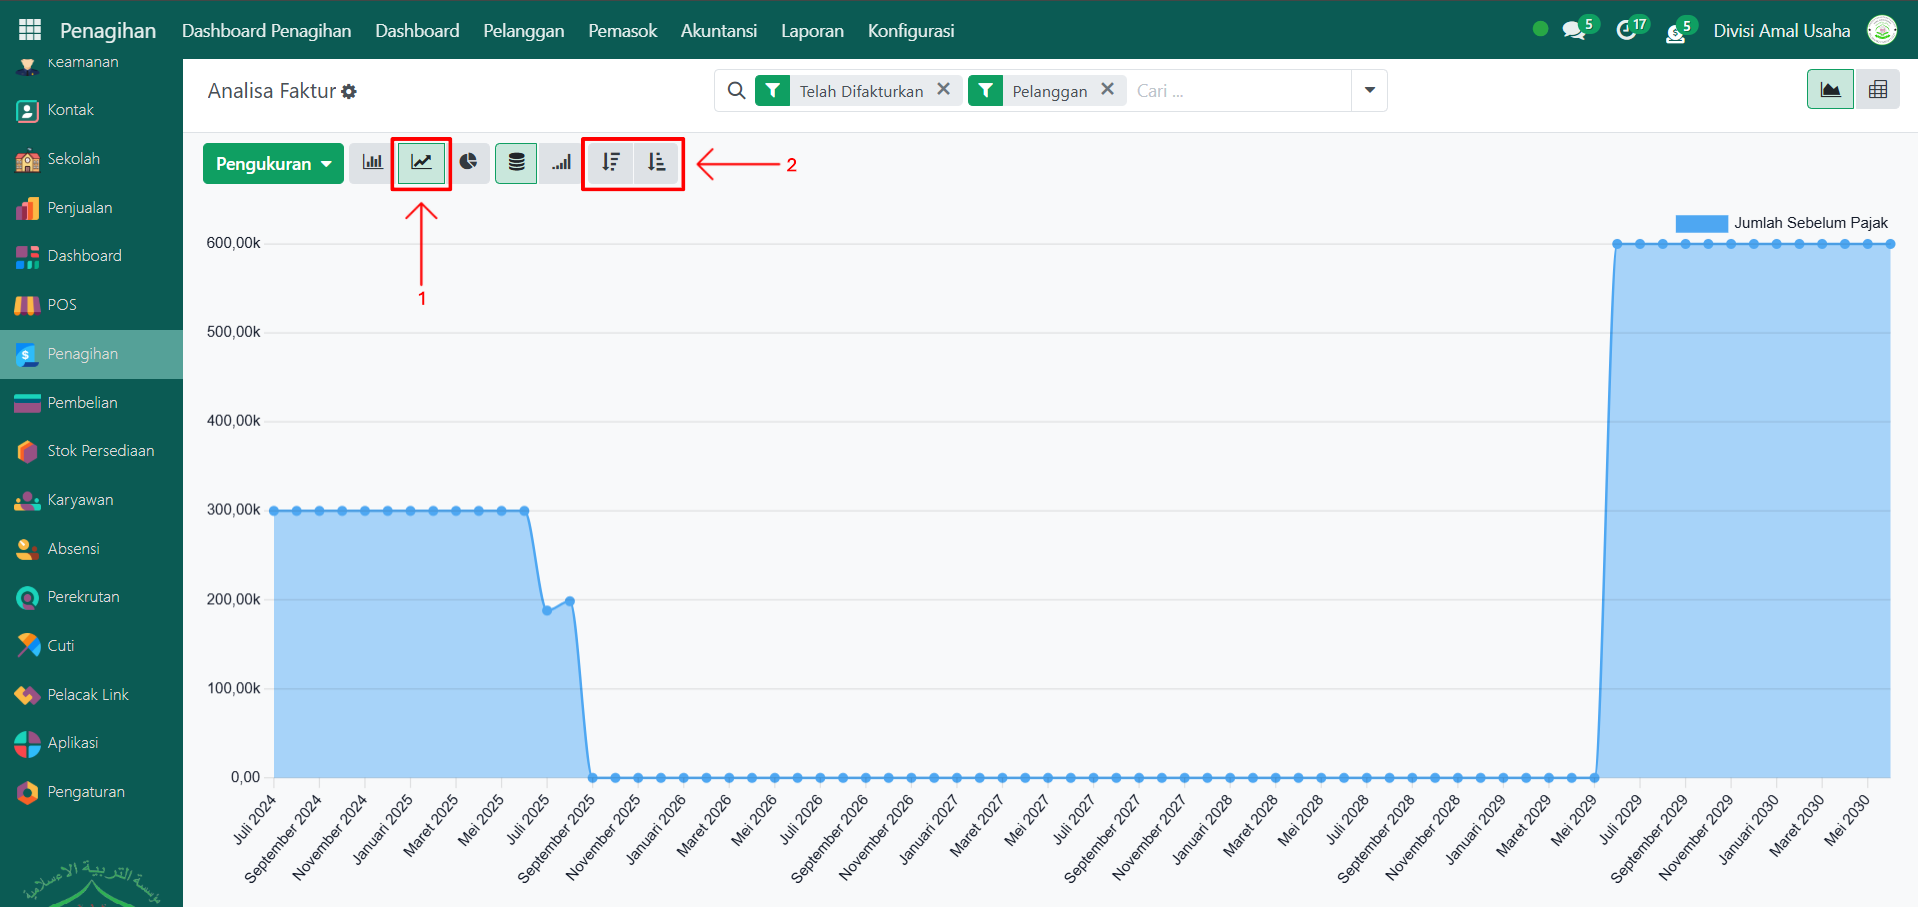 Penagihan
Dashboard Penagihan
Dashboard
Pelanggan
Pemasok
Akuntansi
Laporan
Konfigurasi
5
17
5
Divisi Amal Usaha
Keamanan
Kontak
Sekolah
Penjualan
Dashboard
POS
Penagihan
Pembelian
Stok Persediaan
Karyawan
Absensi
Perekrutan
Cuti
Pelacak Link
Aplikasi
Pengaturan
مؤسسة التربية الإسلامية
Analisa Faktur
Telah Difakturkan
Pelanggan
Cari ...
Pengukuran
2
1
Jumlah Sebelum Pajak
600,00k
500,00k
400,00k
300,00k
200,00k
100,00k
0,00
Juli 2024
September 2024
November 2024
Januari 2025
Maret 2025
Mei 2025
Juli 2025
September 2025
November 2025
Januari 2026
Maret 2026
Mei 2026
Juli 2026
September 2026
November 2026
Januari 2027
Maret 2027
Mei 2027
Juli 2027
September 2027
November 2027
Januari 2028
Maret 2028
Mei 2028
Juli 2028
September 2028
November 2028
Januari 2029
Maret 2029
Mei 2029
Juli 2029
September 2029
November 2029
Januari 2030
Maret 2030
Mei 2030